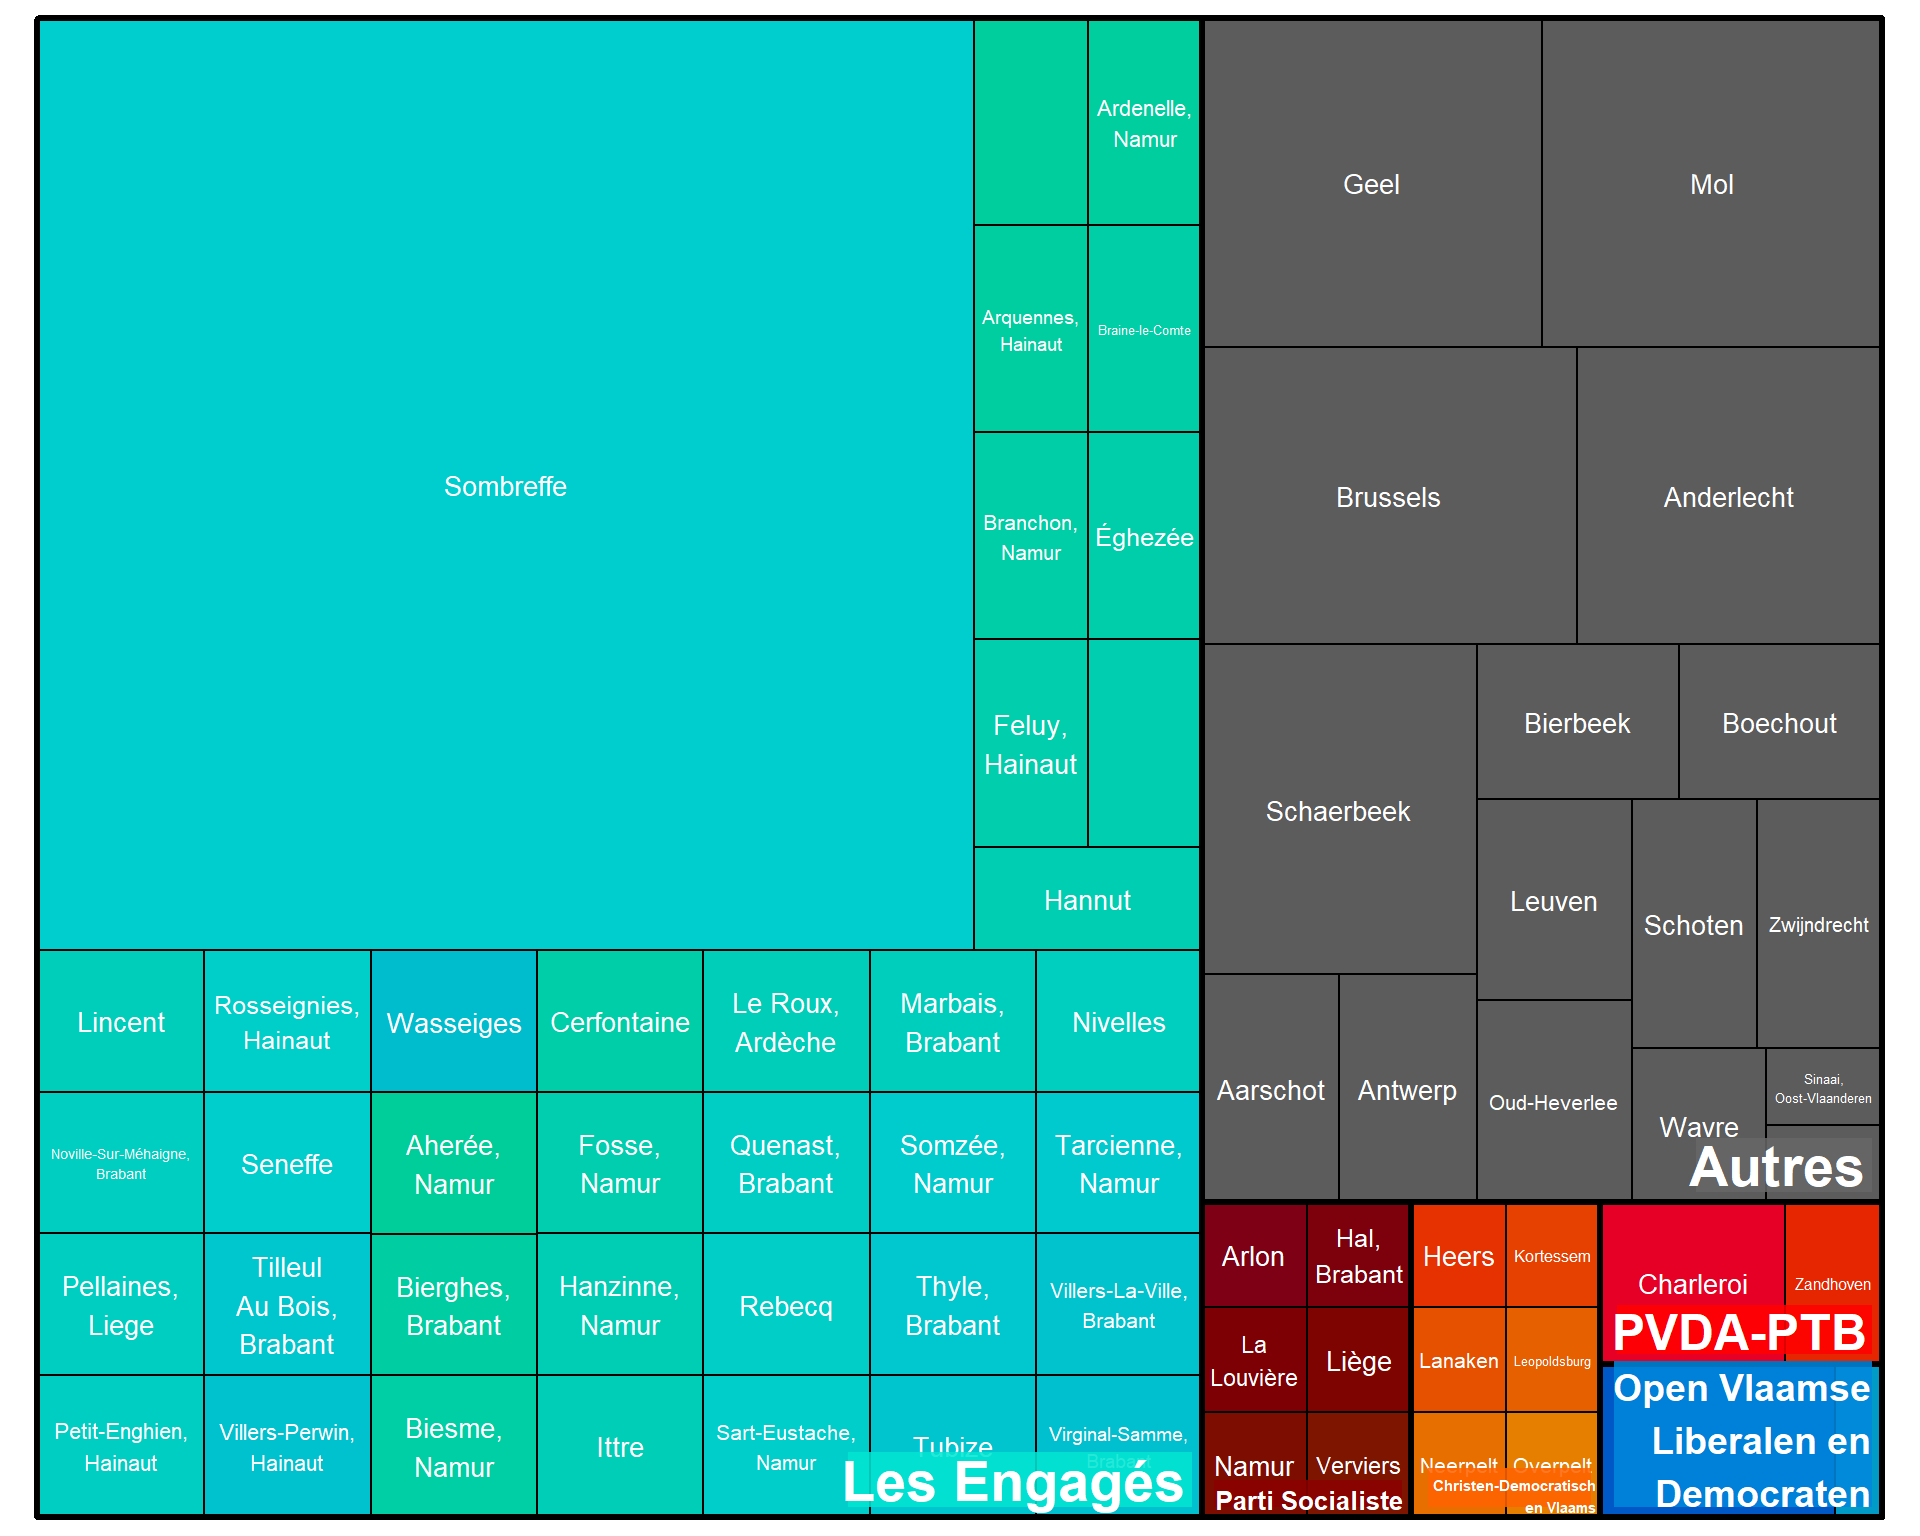 Sombreffe
Ardenelle,
Namur
Arquennes,
Hainaut
Braine-le-Comte
Branchon,
Namur
Éghezée
Feluy,
Hainaut
Hannut
Lincent
Rosseignies,
Hainaut
Wasseiges
Cerfontaine
Le Roux,
Ardèche
Marbais,
Brabant
Nivelles
Noville-Sur-Méhaigne,
Brabant
Seneffe
Aherée,
Namur
Fosse,
Namur
Quenast,
Brabant
Somzée,
Namur
Tarcienne,
Namur
Pellaines,
Liege
Tilleul
Au Bois,
Brabant
Bierghes,
Brabant
Hanzinne,
Namur
Rebecq
Thyle,
Brabant
Villers-La-Ville,
Brabant
Petit-Enghien,
Hainaut
Villers-Perwin,
Hainaut
Biesme,
Namur
Ittre
Sart-Eustache,
Namur
Tubize
Virginal-Samme,
Brabant
Les Engagés
Geel
Mol
Brussels
Anderlecht
Schaerbeek
Bierbeek
Boechout
Leuven
Schoten
Zwijndrecht
Aarschot
Antwerp
Oud-Heverlee
Wavre
Sinaai,
Oost-Vlaanderen
Autres
Arlon
Hal,
Brabant
La
Louvière
Liège
Namur
Verviers
Parti Socialiste
Heers
Kortessem
Lanaken
Leopoldsburg
Neerpelt
Overpelt
Christen-Democratisch
en Vlaams
Charleroi
Zandhoven
PVDA-PTB
Open Vlaamse
Liberalen en
Democraten